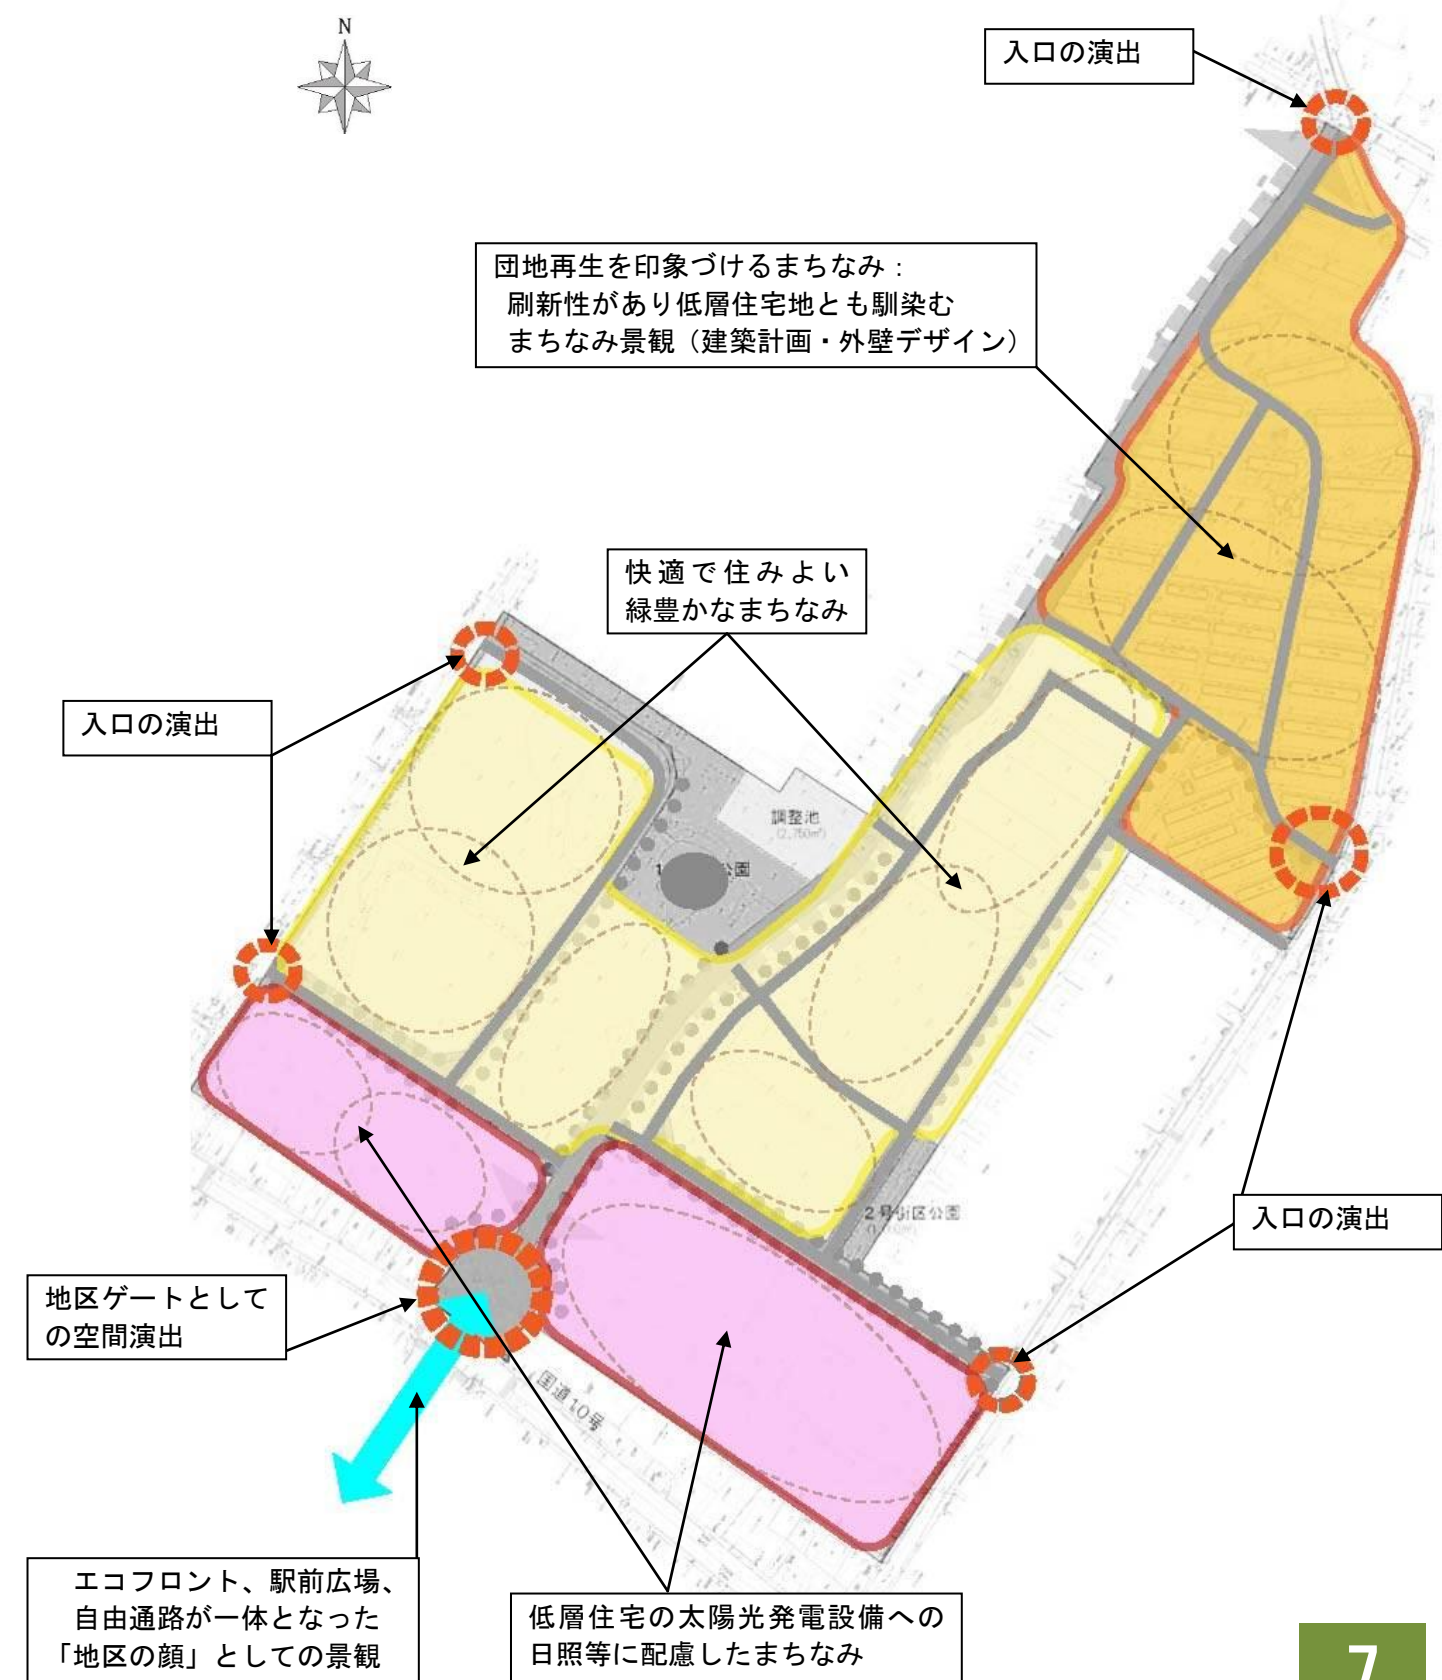 N
入口の演出
団地再生を印象づけるまちなみ：
刷新性があり低層住宅地とも馴染む
まちなみ景観（建築計画・外壁デザイン）
快適で住みよい
緑豊かなまちなみ
入口の演出
調整池
(2,750㎡)
1
公園
2号街区公園
入口の演出
地区ゲートとして
の空間演出
国道10号
エコフロント、駅前広場、
自由通路が一体となった
「地区の顔」としての景観
低層住宅の太陽光発電設備への
日照等に配慮したまちなみ
7